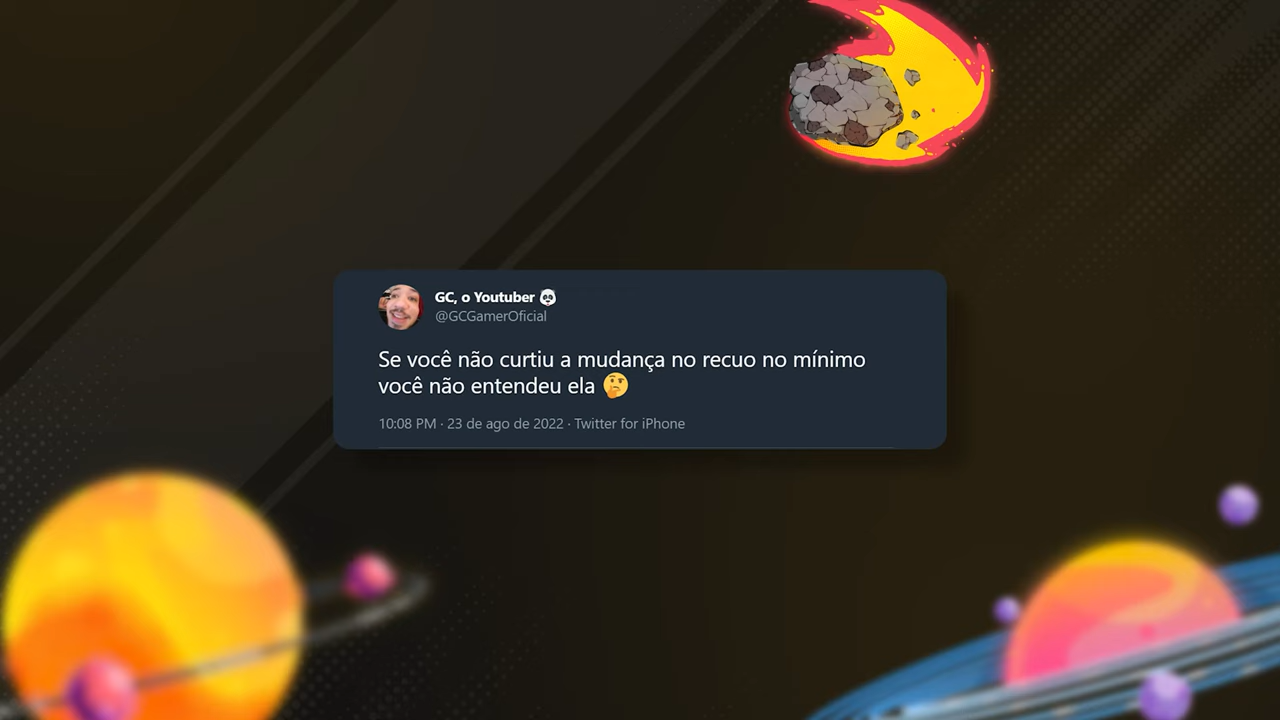 GC, o Youtuber 🐼
@GCGamerOficial
Se você não curtiu a mudança no recuo no mínimo
você não entendeu ela 🤔
10:08 PM · 23 de ago de 2022 · Twitter for iPhone